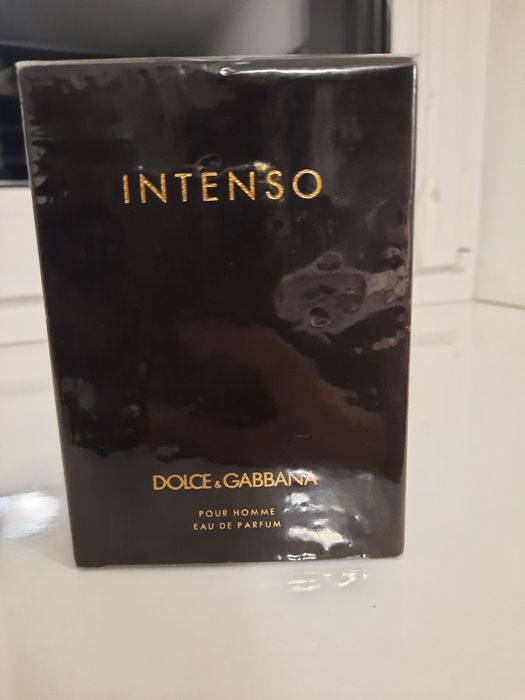 INTENSO
DOLCE & GABBANA
POUR HOMME
EAU DE PARFUM